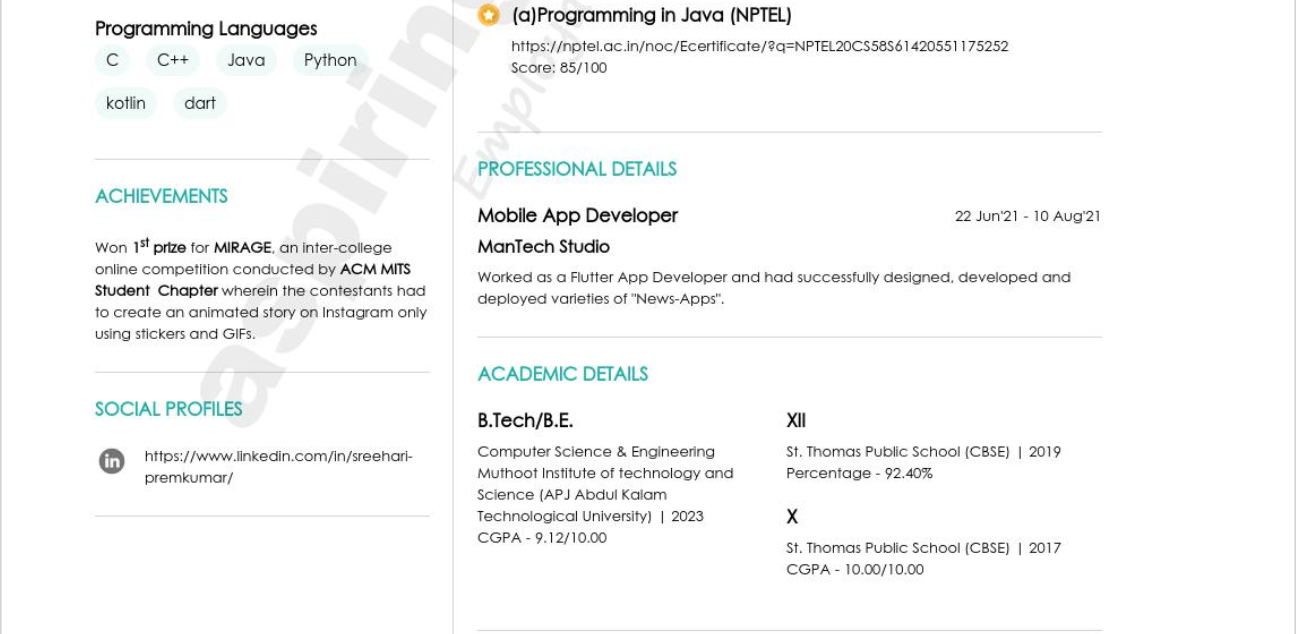 Programming Languages
C C++ Java Python
kotlin dart
ACHIEVEMENTS
Won 1st prize for MIRAGE, an inter-college
online competition conducted by ACM MITS
Student Chapter wherein the contestants had
to create an animated story on Instagram only
using stickers and GIFs.
SOCIAL PROFILES
in
https://www.linkedin.com/in/sreehari-
premkumar/
(a)Programming in Java (NPTEL)
https://nptel.ac.in/noc/Ecertificate/?q=NPTEL20CS58S61420551175252
Score: 85/100
PROFESSIONAL DETAILS
Mobile App Developer 22 Jun'21 - 10 Aug'21
ManTech Studio
Worked as a Flutter App Developer and had successfully designed, developed and
deployed varieties of "News-Apps".
ACADEMIC DETAILS
B.Tech/B.E.
Computer Science & Engineering
Muthoot Institute of technology and
Science (APJ Abdul Kalam
Technological University) | 2023
CGPA - 9.12/10.00
XII
St. Thomas Public School (CBSE) | 2019
Percentage - 92.40%
X
St. Thomas Public School (CBSE) | 2017
CGPA - 10.00/10.00